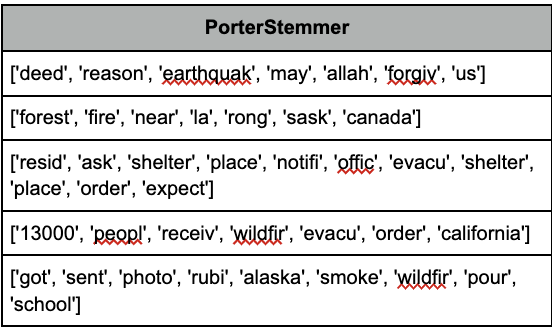 PorterStemmer
['deed', 'reason', 'earthquak', 'may', 'allah', 'forgiv', 'us']
['forest', 'fire', 'near', 'la', 'rong', 'sask', 'canada']
['resid', 'ask', 'shelter', 'place', 'notifi', 'offic', 'evacu', 'shelter',
'place', 'order', 'expect']
['13000', 'peopl', 'receiv', 'wildfir', 'evacu', 'order', 'california']
['got', 'sent', 'photo', 'rubi', 'alaska', 'smoke', 'wildfir', 'pour',
'school']